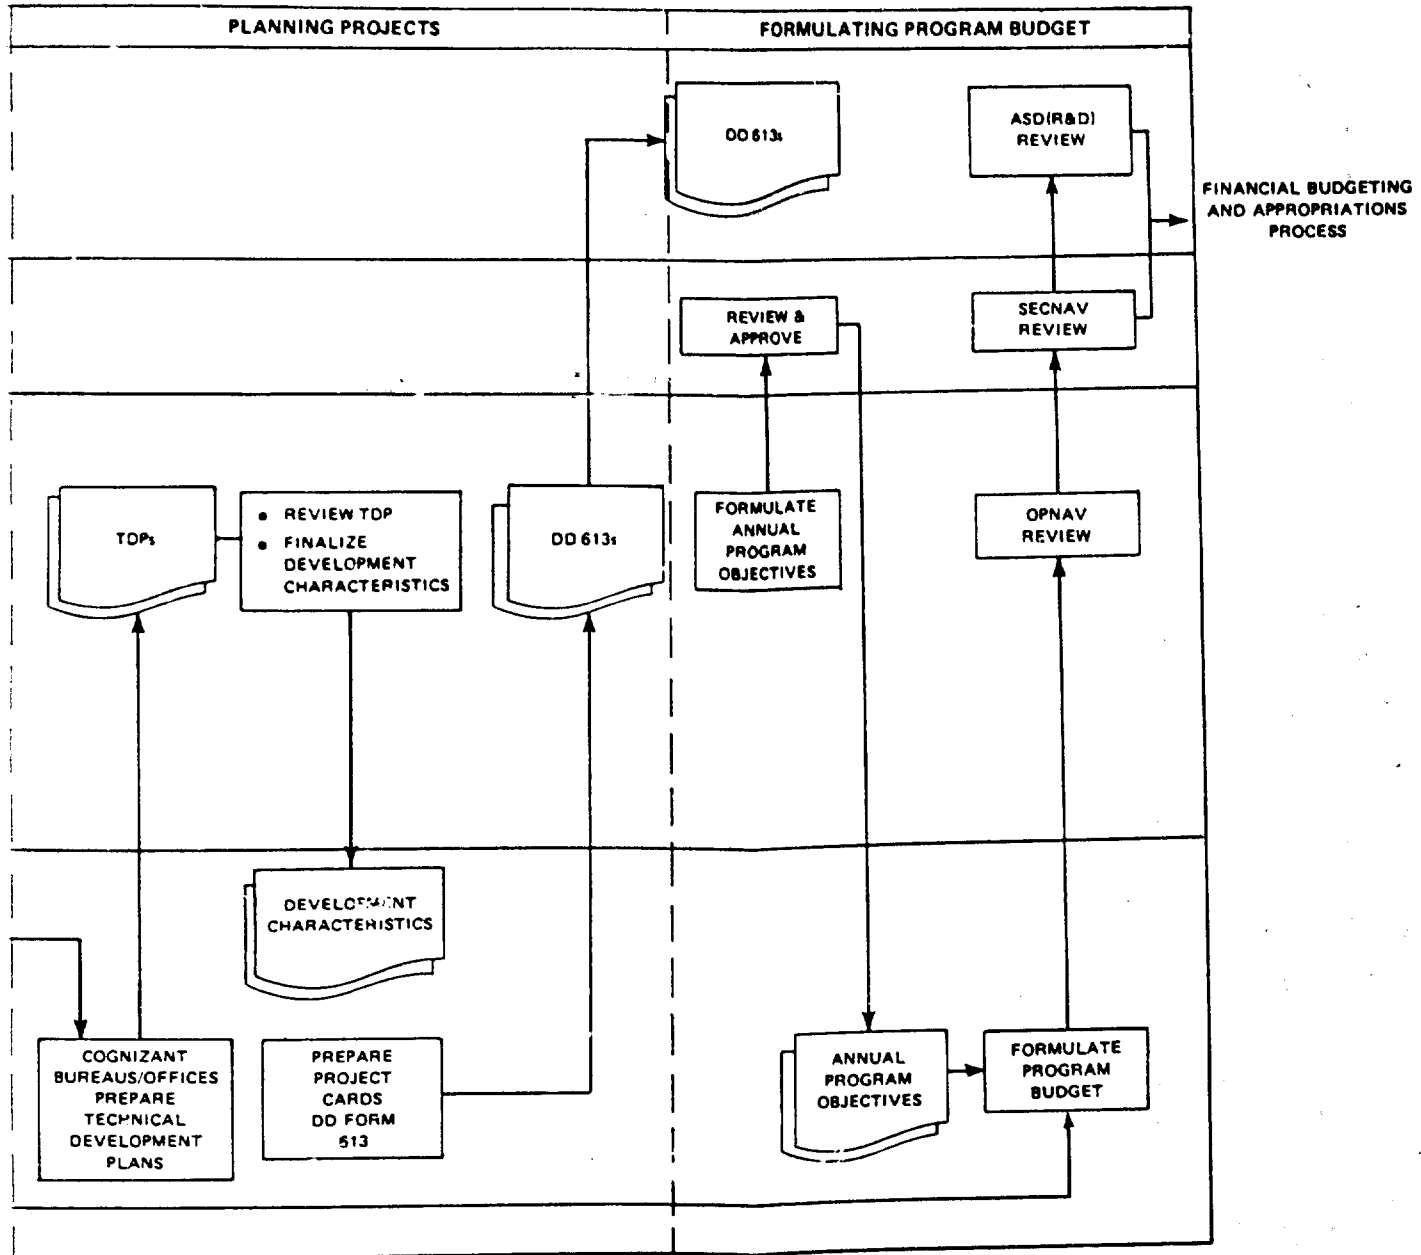 PLANNING PROJECTS
FORMULATING PROGRAM BUDGET
DD 613s
ASD(R&D)
REVIEW
FINANCIAL BUDGETING
AND APPROPRIATIONS
PROCESS
REVIEW &
APPROVE
SECNAV
REVIEW
TDPs
• REVIEW TDP
• FINALIZE
DEVELOPMENT
CHARACTERISTICS
DD 613s
FORMULATE
ANNUAL
PROGRAM
OBJECTIVES
OPNAV
REVIEW
DEVELOPMENT
CHARACTERISTICS
COGNIZANT
BUREAUS/OFFICES
PREPARE
TECHNICAL
DEVELOPMENT
PLANS
PREPARE
PROJECT
CARDS
DD FORM
613
ANNUAL
PROGRAM
OBJECTIVES
FORMULATE
PROGRAM
BUDGET